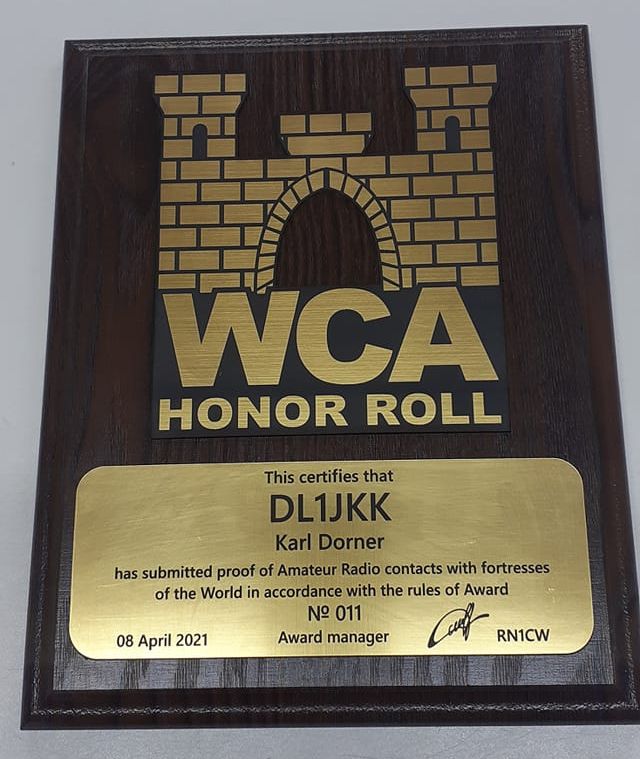 WCA
HONOR ROLL
This certifies that
DL1JKK
Karl Dorner
has submitted proof of Amateur Radio contacts with fortresses
of the World in accordance with the rules of Award
№ 011
08 April 2021 Award manager RN1CW